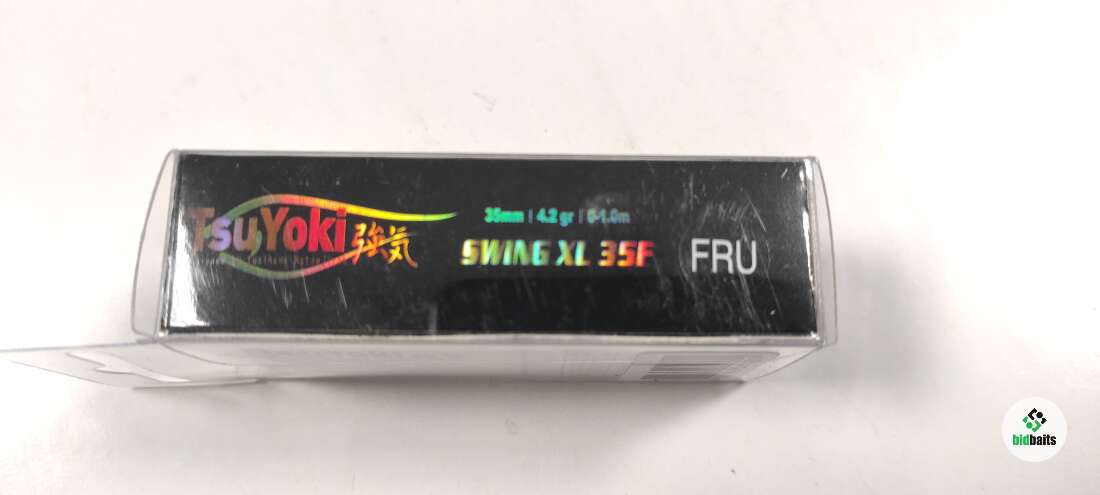 TsuYoki
強気
35mm | 4.2 gr | 0-1.0m
SWING XL 35F
FRU
bidbaits